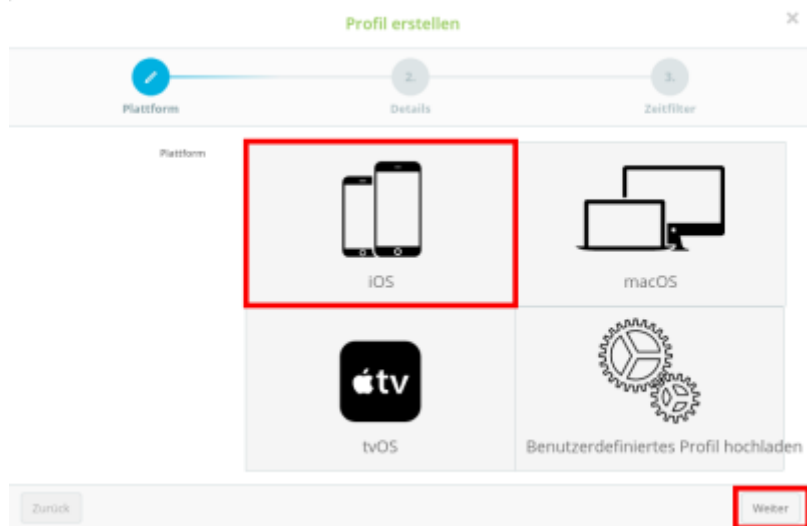 Profil erstellen
×
2.
3.
Plattform
Details
Zeitfilter
Plattform
iOS
macOS
tv
tvOS
Benutzerdefiniertes Profil hochladen
Zurück
Weiter